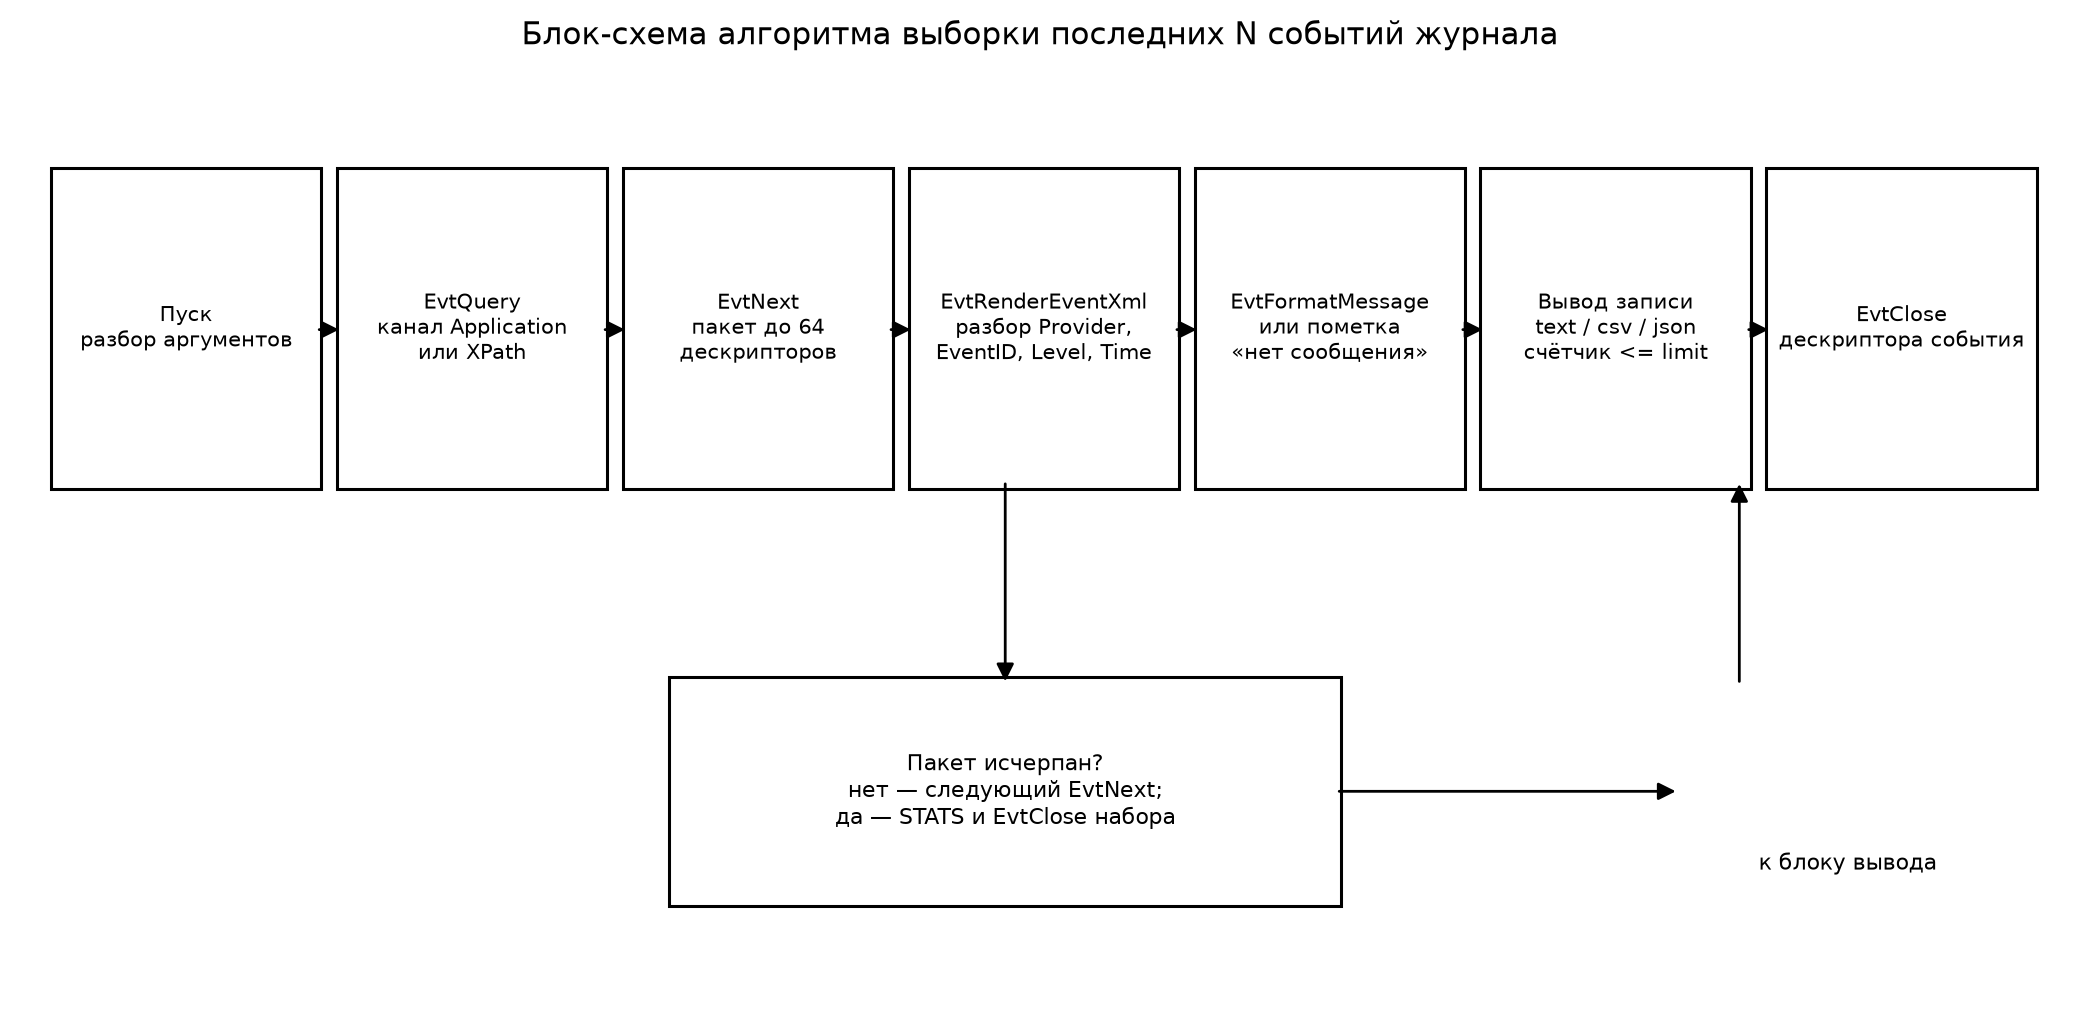 Блок-схема алгоритма выборки последних N событий журнала
Пуск
разбор аргументов
EvtQuery
канал Application
или XPath
EvtNext
пакет до 64
дескрипторов
EvtRenderEventXml
разбор Provider,
EventID, Level, Time
EvtFormatMessage
или пометка
«нет сообщения»
Вывод записи
text / csv / json
счётчик <= limit
EvtClose
дескриптора события
Пакет исчерпан?
нет — следующий EvtNext;
да — STATS и EvtClose набора
к блоку вывода